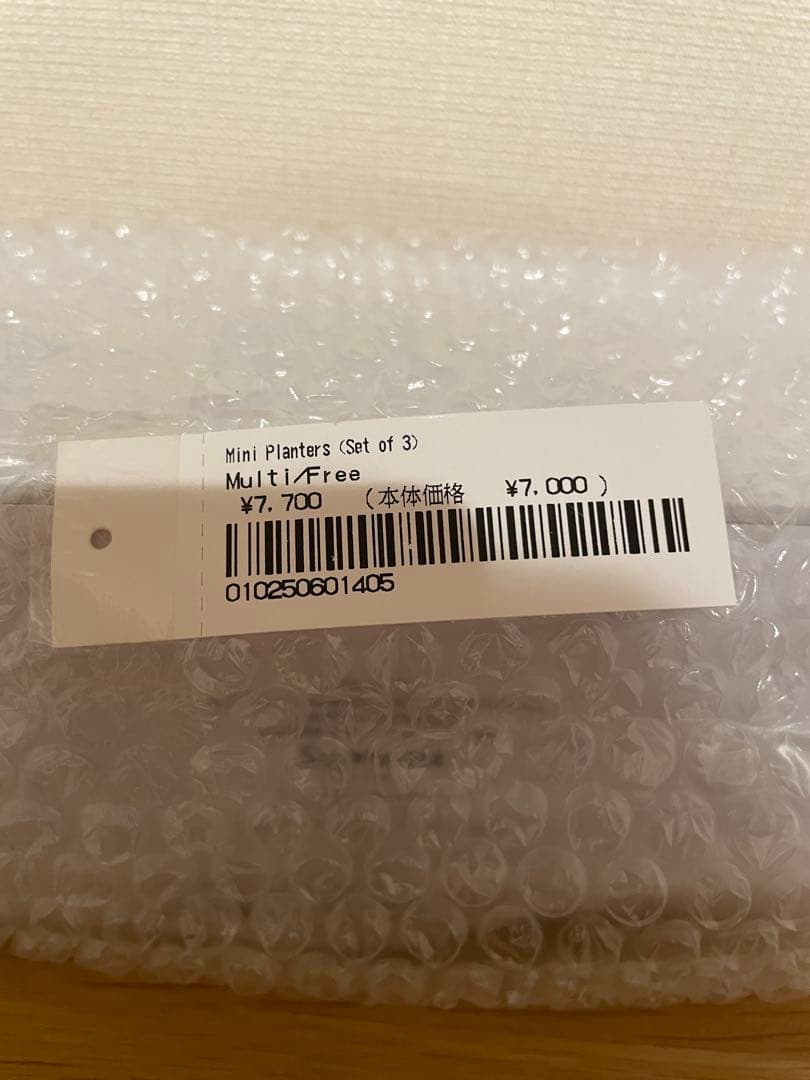 Mini Planters (Set of 3)
Multi/Free
¥7,700 (本体価格 ¥7,000 )
010250601405